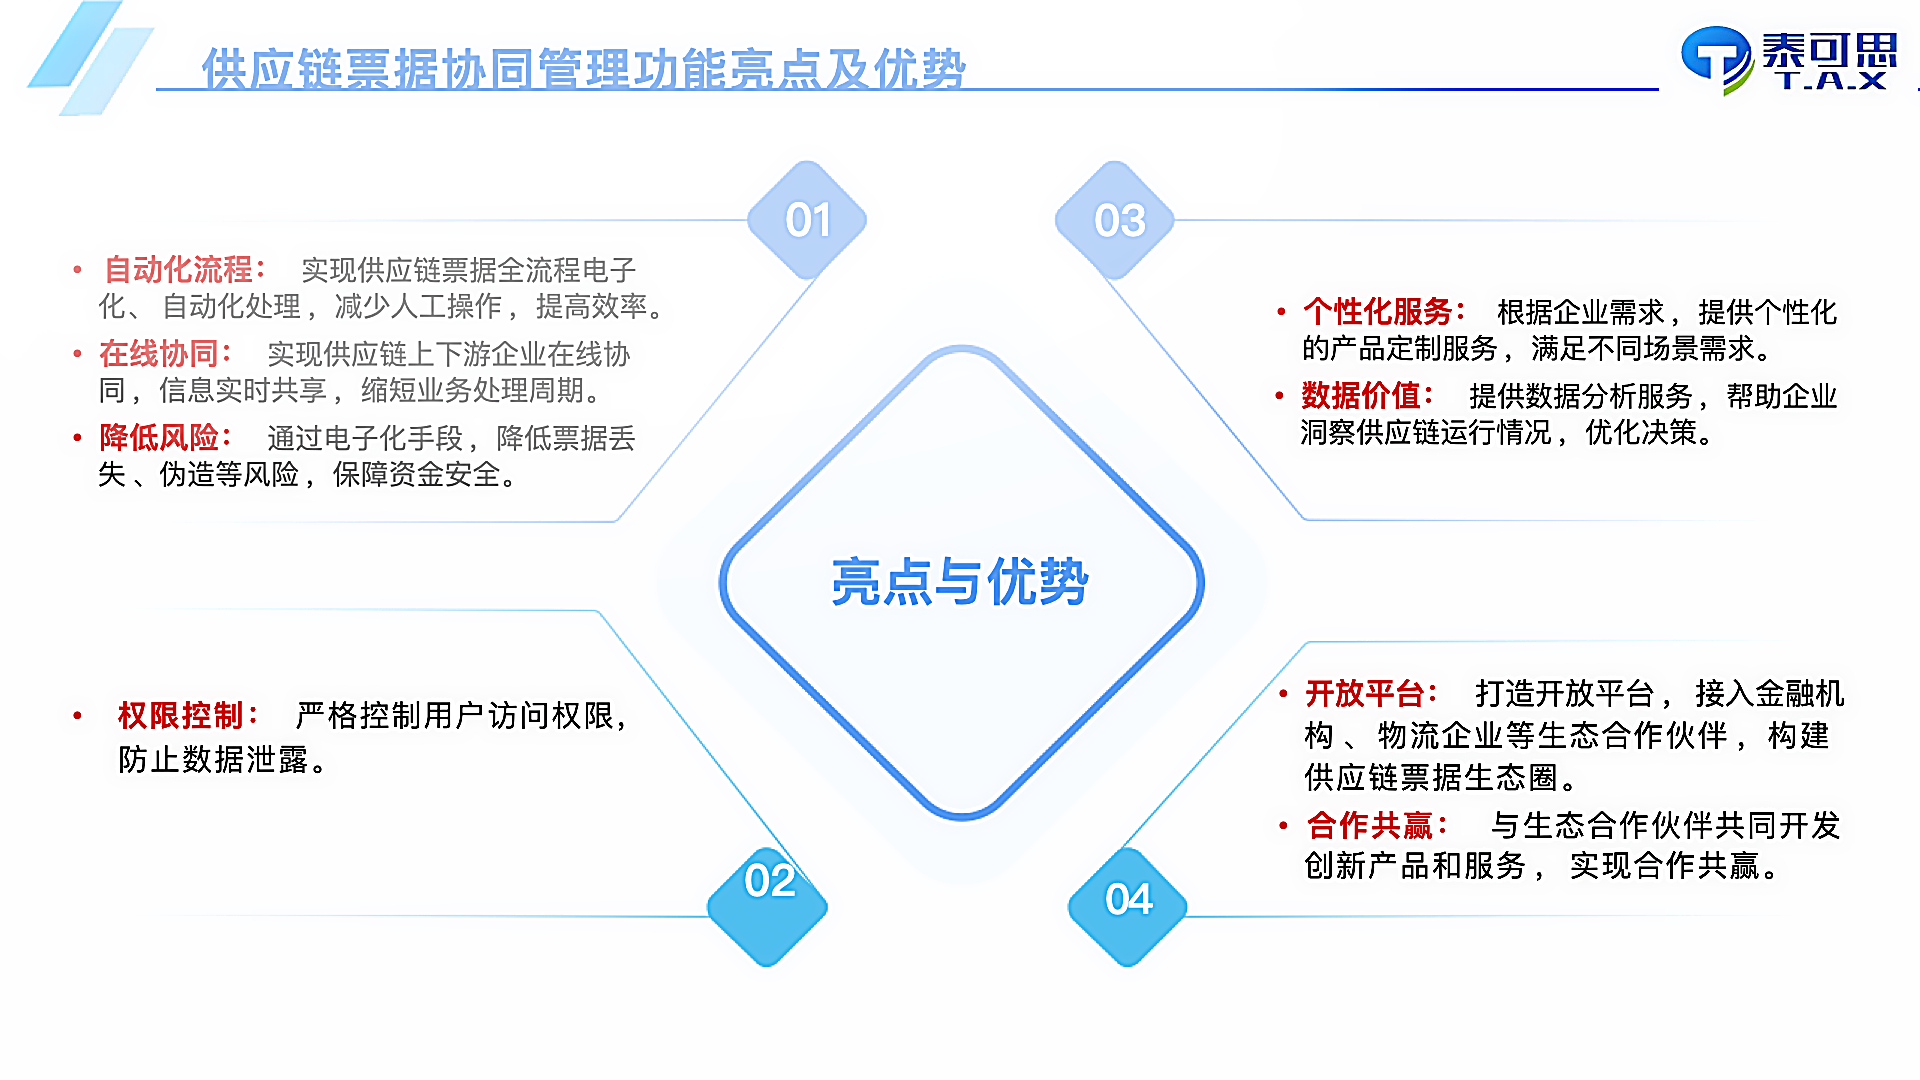 供应链票据协同管理功能亮点及优势
泰可思
T.A.X
01
• 自动化流程： 实现供应链票据全流程电子
化、自动化处理，减少人工操作，提高效率。
• 在线协同： 实现供应链上下游企业在线协
同，信息实时共享，缩短业务处理周期。
• 降低风险： 通过电子化手段，降低票据丢
失、伪造等风险，保障资金安全。
• 权限控制： 严格控制用户访问权限，
防止数据泄露。
02
亮点与优势
03
• 个性化服务： 根据企业需求，提供个性化
的产品定制服务，满足不同场景需求。
• 数据价值： 提供数据分析服务，帮助企业
洞察供应链运行情况，优化决策。
• 开放平台： 打造开放平台，接入金融机
构、物流企业等生态合作伙伴，构建
供应链票据生态圈。
• 合作共赢： 与生态合作伙伴共同开发
创新产品和服务，实现合作共赢。
04